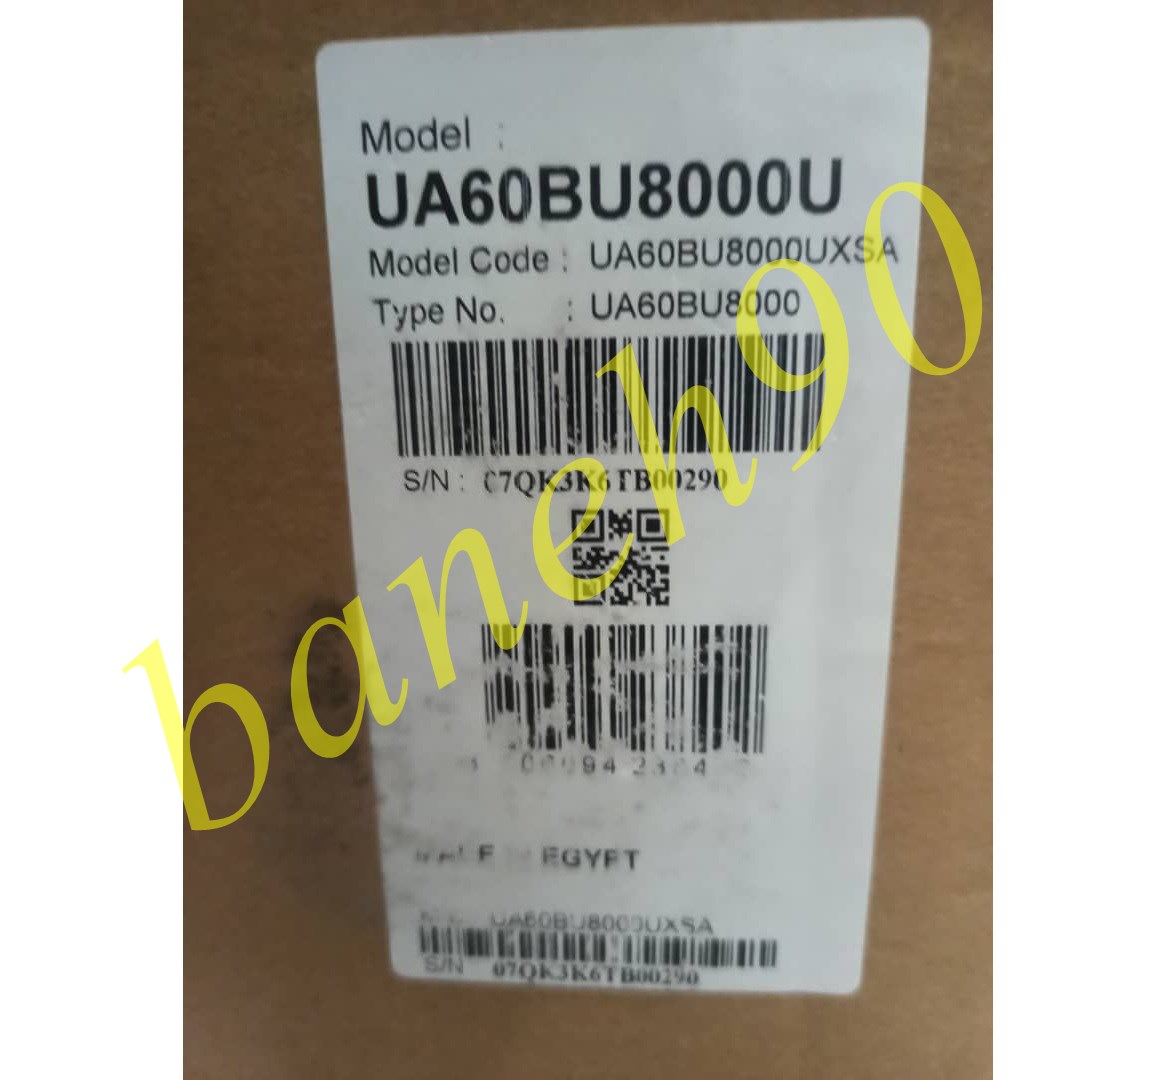 Model :
UA60BU8000U
Model Code : UA60BU8000UXSA
Type No. : UA60BU8000
S/N : 07QK3K6TB00290
EGYPT
UA60BU8000UXSA
S/N 07QK3K6TB00290
baneh90